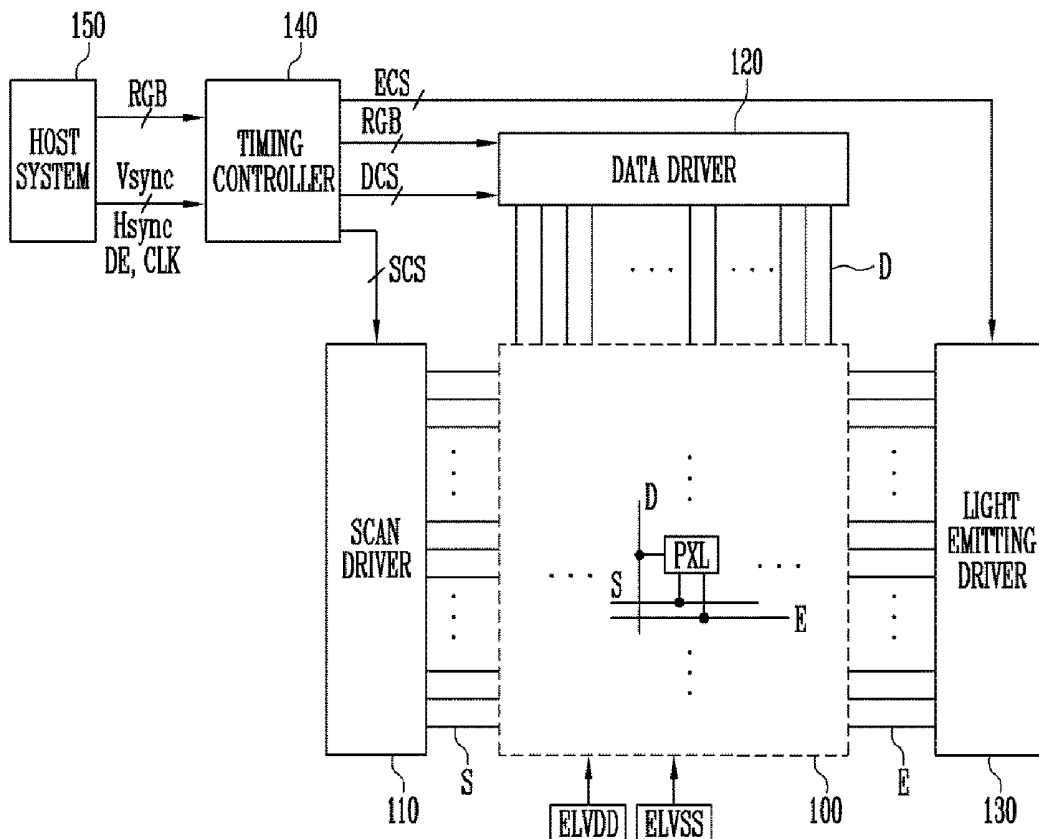 150
140
120
HOST
SYSTEM
RGB
Vsync
Hsync
DE, CLK
TIMING
CONTROLLER
ECS
RGB
DCS
SCS
DATA DRIVER
D
SCAN
DRIVER
D
PXL
S
E
LIGHT
EMITTING
DRIVER
S
E
110
100
130
ELVDD
ELVSS